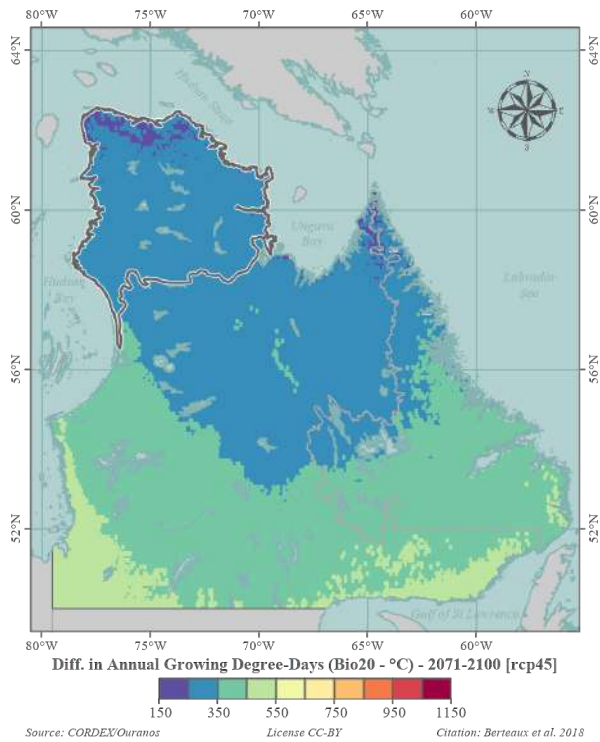 80°W 75°W 70°W 65°W 60°W
64°N 64°N
Hudson Strait
N
W E
S
60°N 60°N
Ungava
Bay
Hudson
Bay
Labrador
Sea
56°N 56°N
52°N 52°N
Gulf of St Lawrence
80°W 75°W 70°W 65°W 60°W
Diff. in Annual Growing Degree-Days (Bio20 - °C) - 2071-2100 [rcp45]
150 350 550 750 950 1150
Source: CORDEX/Ouranos License CC-BY Citation: Berteaux et al. 2018